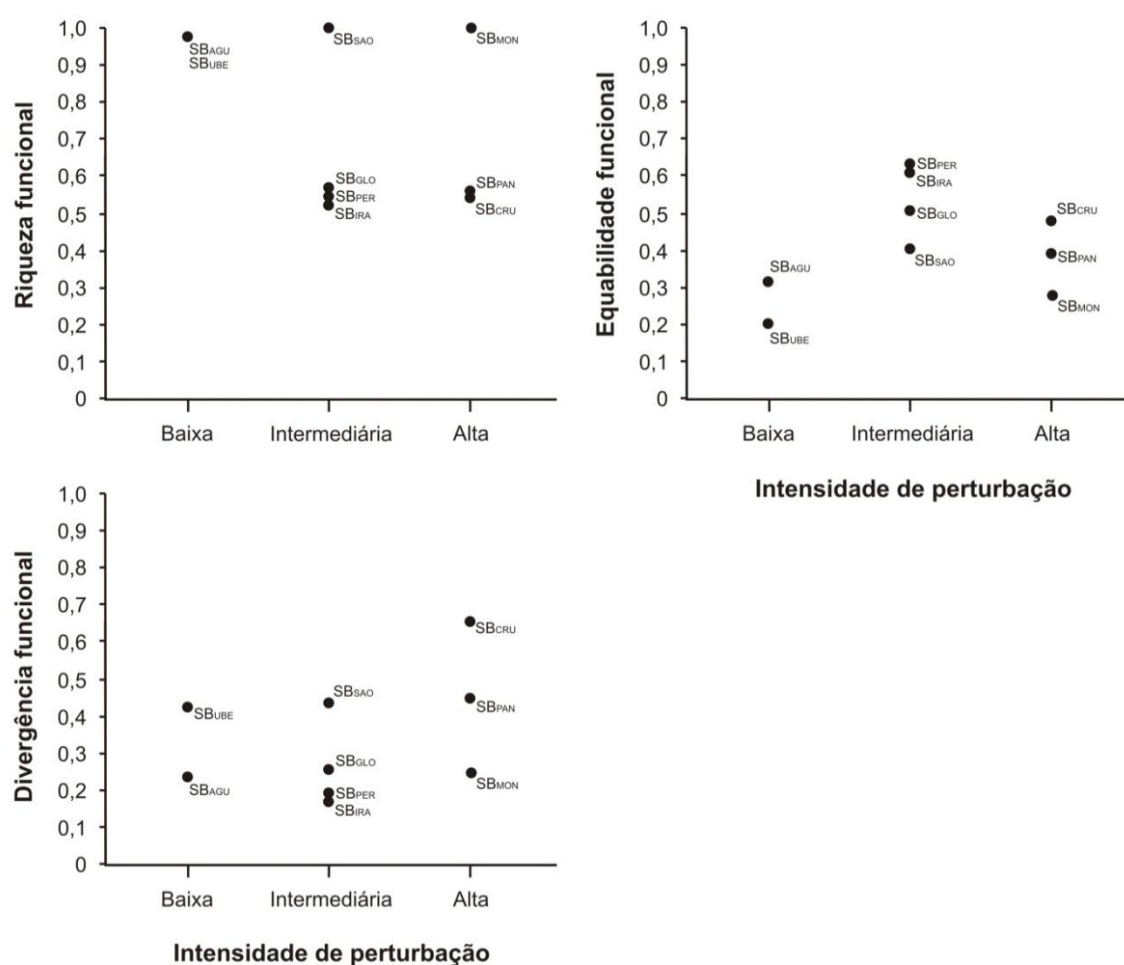 Riqueza funcional
1,0
0,9
0,8
0,7
0,6
0,5
0,4
0,3
0,2
0,1
0
SBAGU
SBUBE
SBSAO
SBMON
SBGLO
SBPER
SBIRA
SBPAN
SBCRU
Baixa
Intermediária
Alta
Equabilidade funcional
1,0
0,9
0,8
0,7
0,6
0,5
0,4
0,3
0,2
0,1
0
SBAGU
SBUBE
SBPER
SBIRA
SBGLO
SBSAO
SBCRU
SBPAN
SBMON
Baixa
Intermediária
Alta
Intensidade de perturbação
Divergência funcional
1,0
0,9
0,8
0,7
0,6
0,5
0,4
0,3
0,2
0,1
0
SBUBE
SBAGU
SBSAO
SBGLO
SBPER
SBIRA
SBCRU
SBPAN
SBMON
Baixa
Intermediária
Alta
Intensidade de perturbação